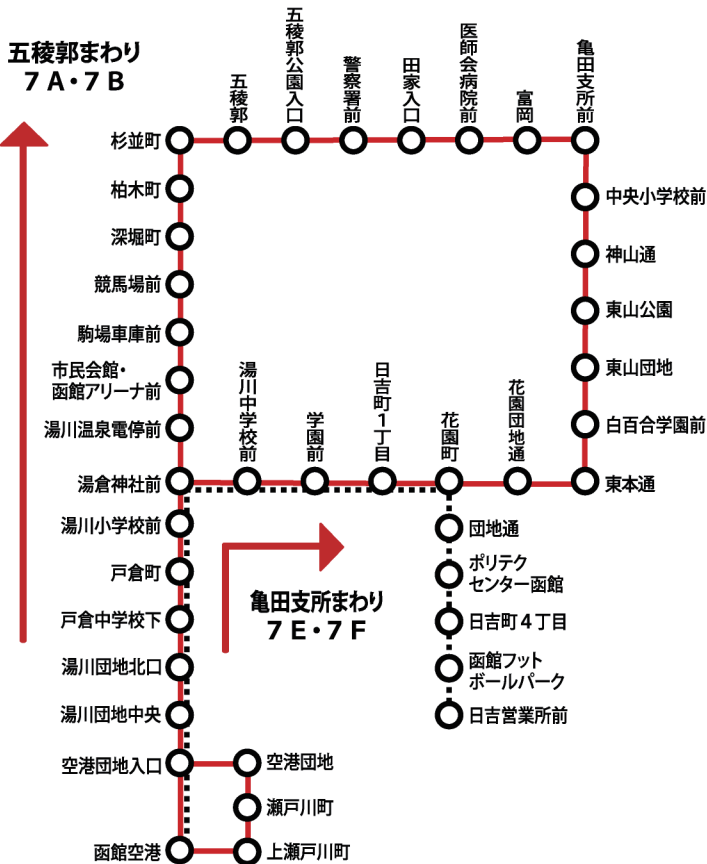 五稜郭まわり
7A・7B
五稜郭
五稜郭公園入口
警察署前
田家入口
医師会病院前
富岡
亀田支所前
杉並町
柏木町
深堀町
競馬場前
駒場車庫前
市民会館・
函館アリーナ前
湯川温泉電停前
湯倉神社前
中央小学校前
神山通
東山公園
東山団地
白百合学園前
東本通
湯川中学校前
学園前
日吉町1丁目
花園町
花園団地通
湯川小学校前
戸倉町
戸倉中学校下
湯川団地北口
湯川団地中央
空港団地入口
函館空港
亀田支所まわり
7E・7F
団地通
ポリテク
センター函館
日吉町4丁目
函館フット
ボールパーク
日吉営業所前
空港団地
瀬戸川町
上瀬戸川町